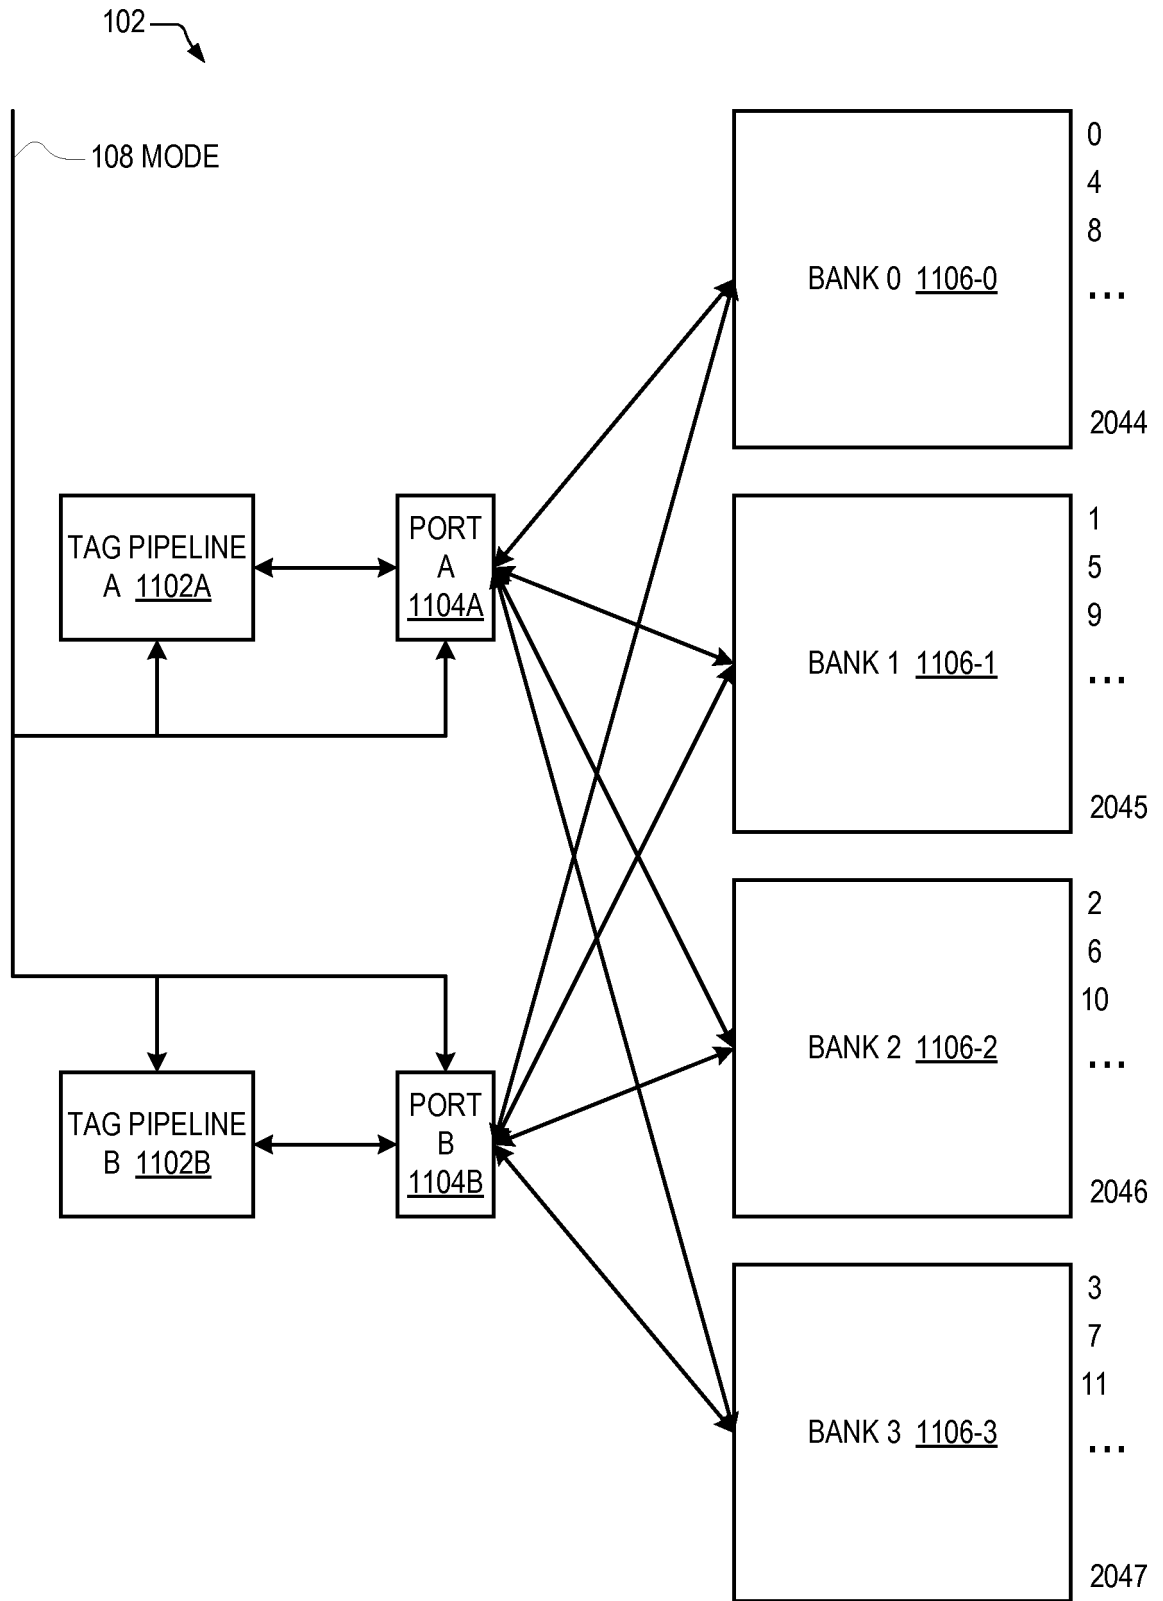 102
108 MODE
0
4
8
BANK 0 1106-0
...
2044
TAG PIPELINE
A 1102A
PORT
A
1104A
1
5
9
BANK 1 1106-1
...
2045
2
6
10
BANK 2 1106-2
...
2046
TAG PIPELINE
B 1102B
PORT
B
1104B
3
7
11
BANK 3 1106-3
...
2047